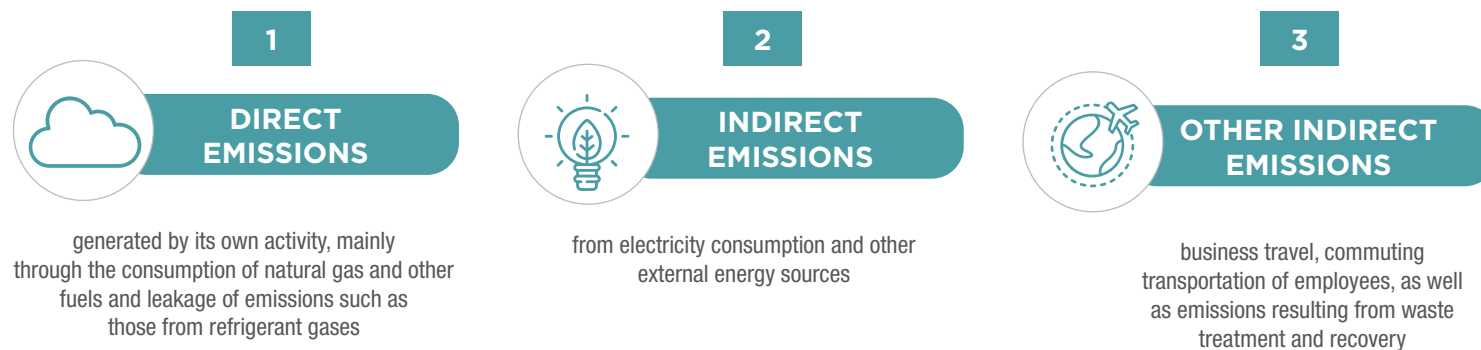 1
DIRECT
EMISSIONS
generated by its own activity, mainly
through the consumption of natural gas and other
fuels and leakage of emissions such as
those from refrigerant gases
2
INDIRECT
EMISSIONS
from electricity consumption and other
external energy sources
3
OTHER INDIRECT
EMISSIONS
business travel, commuting
transportation of employees, as well
as emissions resulting from waste
treatment and recovery